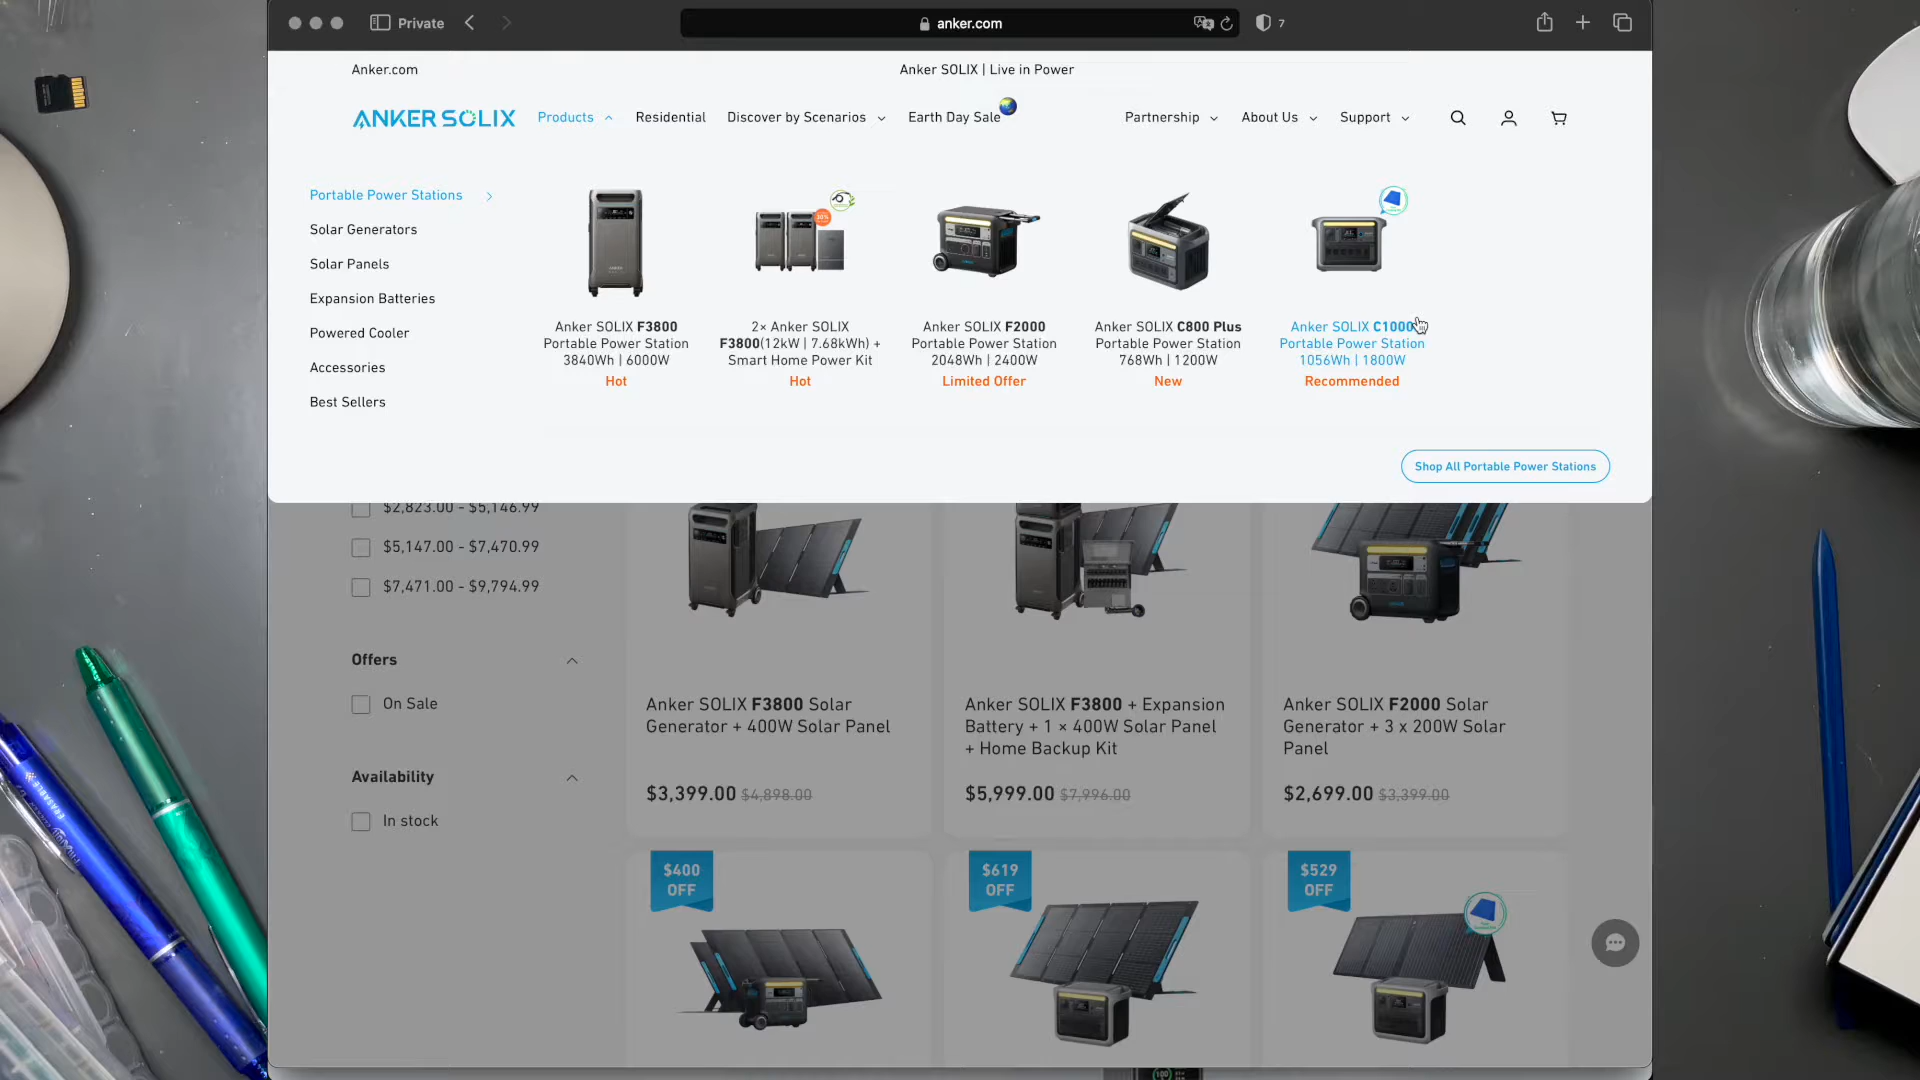 Private
anker.com
7
Anker.com
Anker SOLIX | Live in Power
ANKER SOLIX
Products
Residential
Discover by Scenarios
Earth Day Sale
Partnership
About Us
Support
Portable Power Stations
Solar Generators
Solar Panels
Expansion Batteries
Powered Cooler
Accessories
Best Sellers
Anker SOLIX F3800
Portable Power Station
3840Wh | 6000W
Hot
2× Anker SOLIX
F3800(12kW | 7.68kWh) +
Smart Home Power Kit
Hot
Anker SOLIX F2000
Portable Power Station
2048Wh | 2400W
Limited Offer
Anker SOLIX C800 Plus
Portable Power Station
768Wh | 1200W
New
Anker SOLIX C1000
Portable Power Station
1056Wh | 1800W
Recommended
Shop All Portable Power Stations
$2,823.00 - $5,146.99
$5,147.00 - $7,470.99
$7,471.00 - $9,794.99
Offers
On Sale
Availability
In stock
Anker SOLIX F3800 Solar
Generator + 400W Solar Panel
$3,399.00 $4,898.00
Anker SOLIX F3800 + Expansion
Battery + 1 × 400W Solar Panel
+ Home Backup Kit
$5,999.00 $7,996.00
Anker SOLIX F2000 Solar
Generator + 3 x 200W Solar
Panel
$2,699.00 $3,399.00
$400
OFF
$619
OFF
$529
OFF